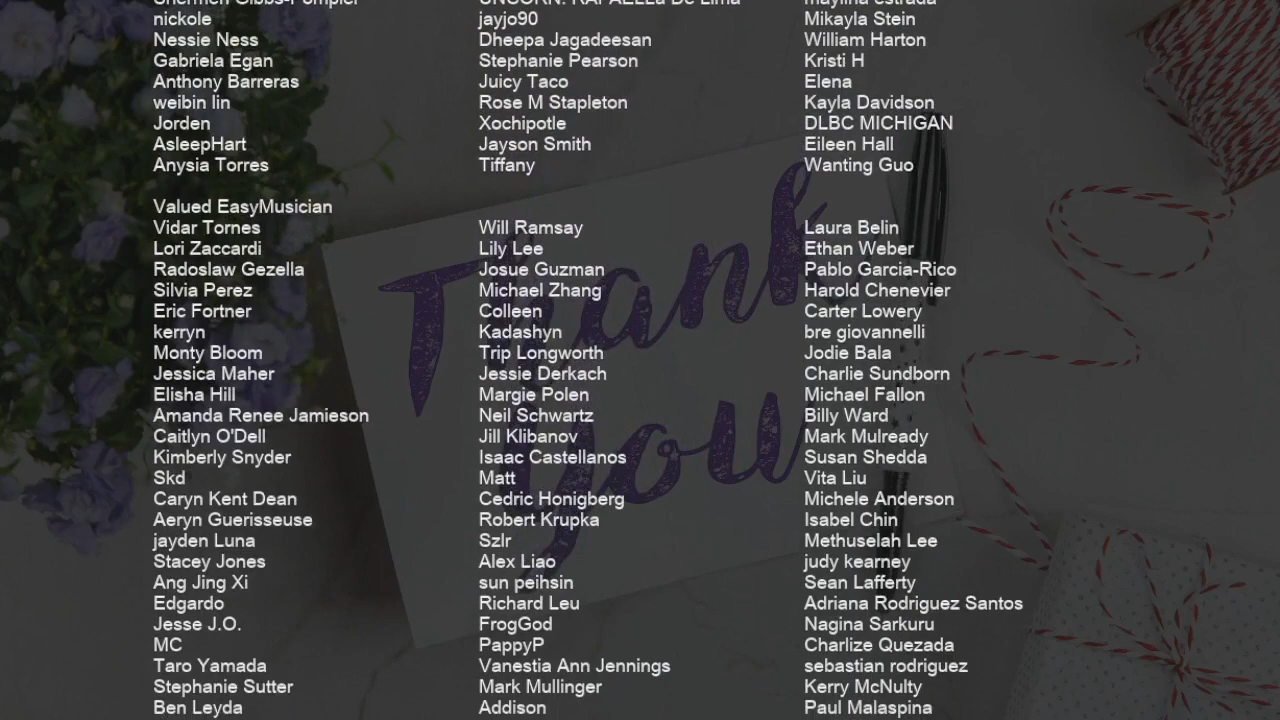 nickole
Nessie Ness
Gabriela Egan
Anthony Barreras
weibin lin
Jorden
AsleepHart
Anysia Torres
jayjo90
Dheepa Jagadeesan
Stephanie Pearson
Juicy Taco
Rose M Stapleton
Xochipotle
Jayson Smith
Tiffany
maylina estrada
Mikayla Stein
William Harton
Kristi H
Elena
Kayla Davidson
DLBC MICHIGAN
Eileen Hall
Wanting Guo
Valued EasyMusician
Vidar Tornes
Lori Zaccardi
Radoslaw Gezella
Silvia Perez
Eric Fortner
kerryn
Monty Bloom
Jessica Maher
Elisha Hill
Amanda Renee Jamieson
Caitlyn O'Dell
Kimberly Snyder
Skd
Caryn Kent Dean
Aeryn Guerisseuse
jayden Luna
Stacey Jones
Ang Jing Xi
Edgardo
Jesse J.O.
MC
Taro Yamada
Stephanie Sutter
Ben Leyda
Will Ramsay
Lily Lee
Josue Guzman
Michael Zhang
Colleen
Kadashyn
Trip Longworth
Jessie Derkach
Margie Polen
Neil Schwartz
Jill Klibanov
Isaac Castellanos
Matt
Cedric Honigberg
Robert Krupka
Szlr
Alex Liao
sun peihsin
Richard Leu
FrogGod
PappyP
Vanestia Ann Jennings
Mark Mullinger
Addison
Laura Belin
Ethan Weber
Pablo Garcia-Rico
Harold Chenevier
Carter Lowery
bre giovannelli
Jodie Bala
Charlie Sundborn
Michael Fallon
Billy Ward
Mark Mulready
Susan Shedda
Vita Liu
Michele Anderson
Isabel Chin
Methuselah Lee
judy kearney
Sean Lafferty
Adriana Rodriguez Santos
Nagina Sarkuru
Charlize Quezada
sebastian rodriguez
Kerry McNulty
Paul Malaspina
Thank
you